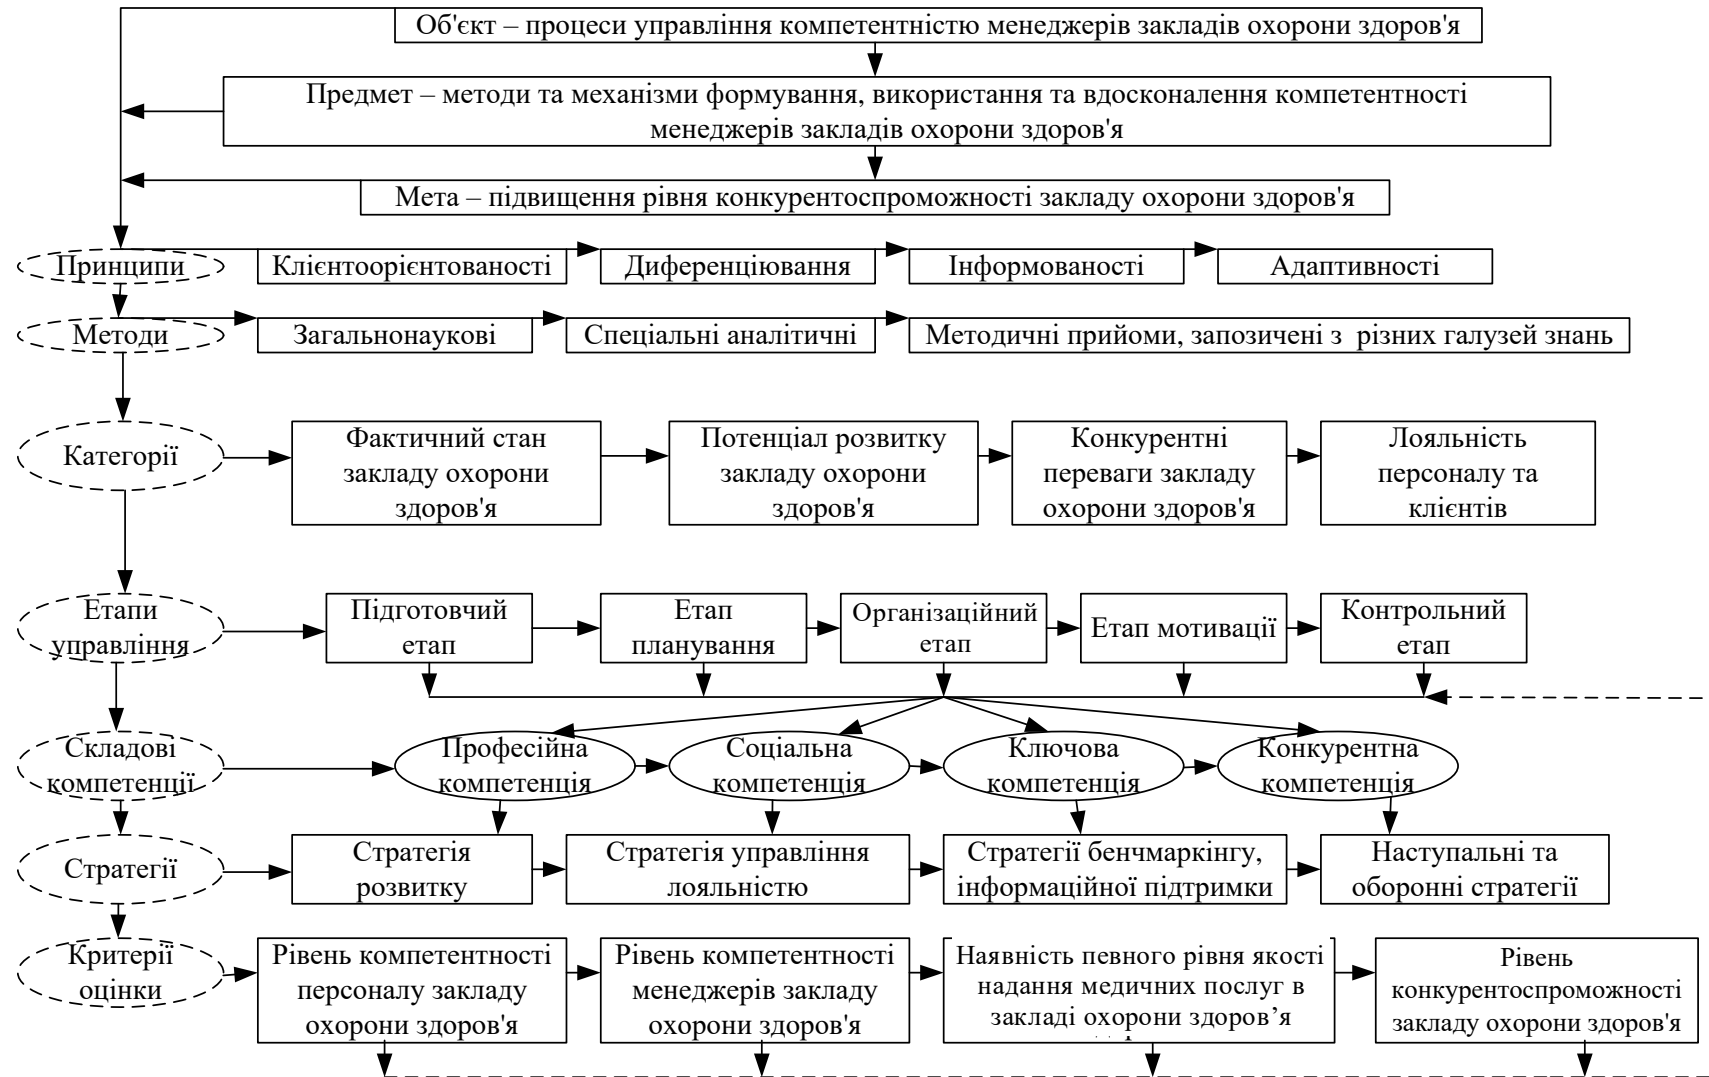 Об'єкт – процеси управління компетентністю менеджерів закладів охорони здоров'я
Предмет – методи та механізми формування, використання та вдосконалення компетентності
менеджерів закладів охорони здоров'я
Мета – підвищення рівня конкурентоспроможності закладу охорони здоров'я
Принципи
Клієнтоорієнтованості
Диференціювання
Інформованості
Адаптивності
Методи
Загальнонаукові
Спеціальні аналітичні
Методичні прийоми, запозичені з різних галузей знань
Категорії
Фактичний стан
закладу охорони
здоров'я
Потенціал розвитку
закладу охорони
здоров'я
Конкурентні
переваги закладу
охорони здоров'я
Лояльність
персоналу та
клієнтів
Етапи
управління
Підготовчий
етап
Етап
планування
Організаційний
етап
Етап мотивації
Контрольний
етап
Складові
компетенції
Професійна
компетенція
Соціальна
компетенція
Ключова
компетенція
Конкурентна
компетенція
Стратегії
Стратегія
розвитку
Стратегія управління
лояльністю
Стратегії бенчмаркінгу,
інформаційної підтримки
Наступальні та
оборонні стратегії
Критерії
оцінки
Рівень компетентності
персоналу закладу
охорони здоров'я
Рівень компетентності
менеджерів закладу
охорони здоров'я
Наявність певного рівня якості
надання медичних послуг в
закладі охорони здоров’я
Рівень
конкурентоспроможності
закладу охорони здоров'я